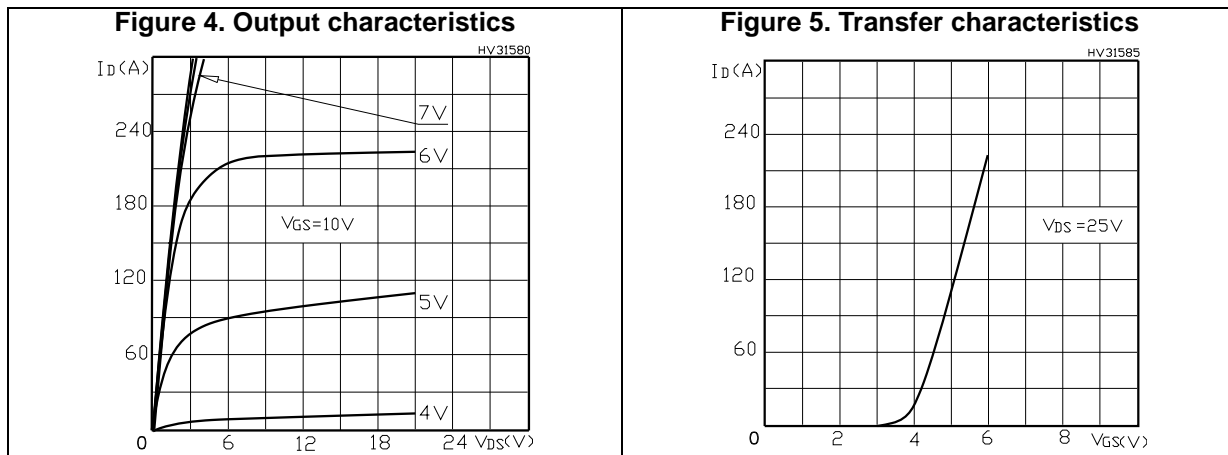 Figure 4. Output characteristics
HV31580
ID(A)
240
180
120
60
0
6
12
18
24
VDS(V)
7V
6V
VGS=10V
5V
4V
Figure 5. Transfer characteristics
HV31585
ID(A)
240
180
120
60
0
2
4
6
8
VGS(V)
VDS=25V